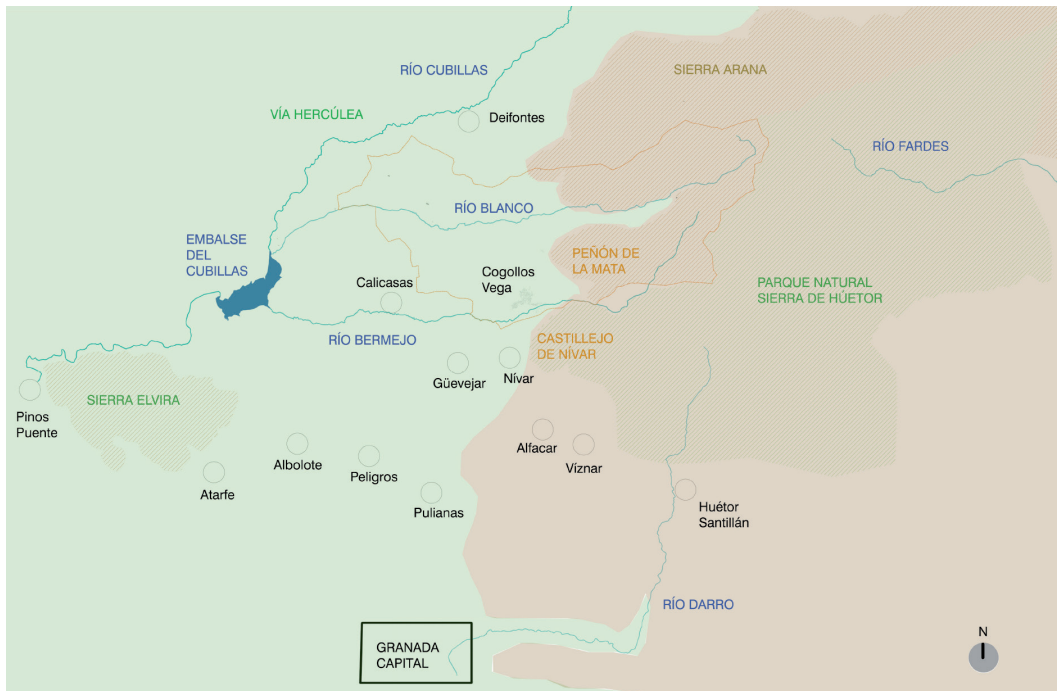 RÍO CUBILLAS
SIERRA ARANA
VÍA HERCÚLEA
Deifontes
RÍO FARDES
RÍO BLANCO
EMBALSE
DEL
CUBILLAS
PEÑÓN DE
LA MATA
Cogollos
Vega
Calicasas
PARQUE NATURAL
SIERRA DE HÚETOR
RÍO BERMEJO
CASTILLEJO
DE NÍVAR
Güevejar
Nívar
SIERRA ELVIRA
Pinos
Puente
Alfacar
Víznar
Albolote
Peligros
Atarfe
Pulianas
Huétor
Santillán
RÍO DARRO
GRANADA
CAPITAL
N